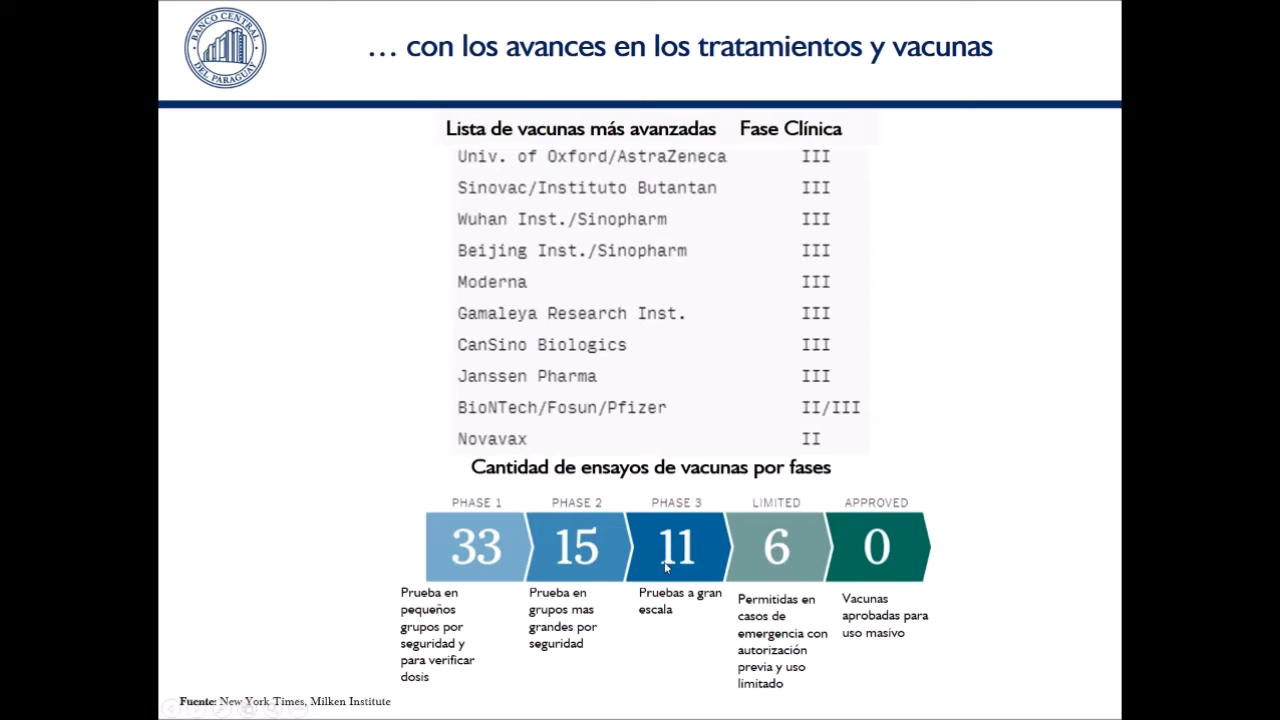 BANCO CENTRAL
DEL PARAGUAY
… con los avances en los tratamientos y vacunas
Lista de vacunas más avanzadas Fase Clínica
Univ. of Oxford/AstraZeneca III
Sinovac/Instituto Butantan III
Wuhan Inst./Sinopharm III
Beijing Inst./Sinopharm III
Moderna III
Gamaleya Research Inst. III
CanSino Biologics III
Janssen Pharma III
BioNTech/Fosun/Pfizer II/III
Novavax II
Cantidad de ensayos de vacunas por fases
PHASE 1 PHASE 2 PHASE 3 LIMITED APPROVED
33 15 11 6 0
Prueba en
pequeños
grupos por
seguridad y
para verificar
dosis
Prueba en
grupos mas
grandes por
seguridad
Pruebas a gran
escala
Permitidas en
casos de
emergencia con
autorización
previa y uso
limitado
Vacunas
aprobadas para
uso masivo
Fuente: New York Times, Milken Institute